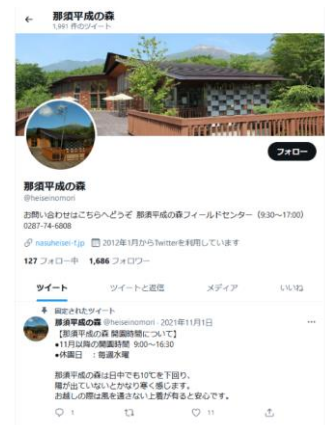 那須平成の森
1,991 件のツイート
フォロー
那須平成の森
@heiseinomori
お問い合わせはこちらへどうぞ 那須平成の森フィールドセンター（9:30～17:00）
0287-74-6808
nasuheisei-f.jp 2012年1月からTwitterを利用しています
127 フォロー中 1,686 フォロワー
ツイート ツイートと返信 メディア いいね
固定されたツイート
那須平成の森 @heiseinomori · 2021年11月1日
【那須平成の森 開園時間について】
●11月以降の開園時間 9:00～16:30
●休園日 ：毎週水曜
那須平成の森は日中でも10℃を下回り、
陽が出ていないとかなり寒く感じます。
お越しの際は風を通さない上着が有ると安心です。
1 11